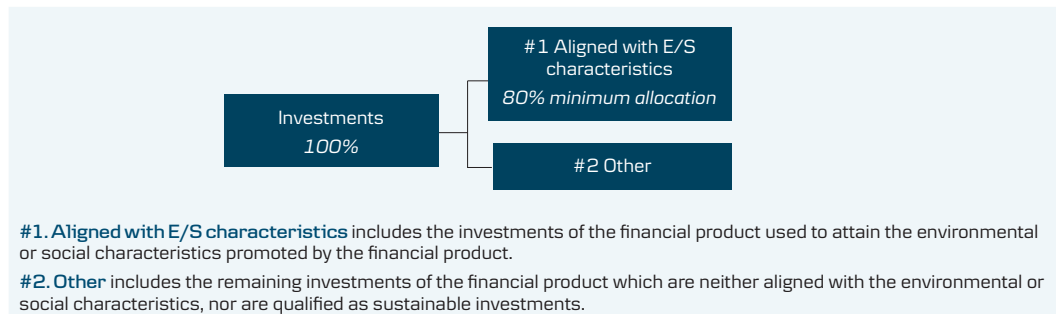 #1 Aligned with E/S
characteristics
80% minimum allocation
Investments
100%
#2 Other
#1. Aligned with E/S characteristics includes the investments of the financial product used to attain the environmental
or social characteristics promoted by the financial product.
#2. Other includes the remaining investments of the financial product which are neither aligned with the environmental or
social characteristics, nor are qualified as sustainable investments.